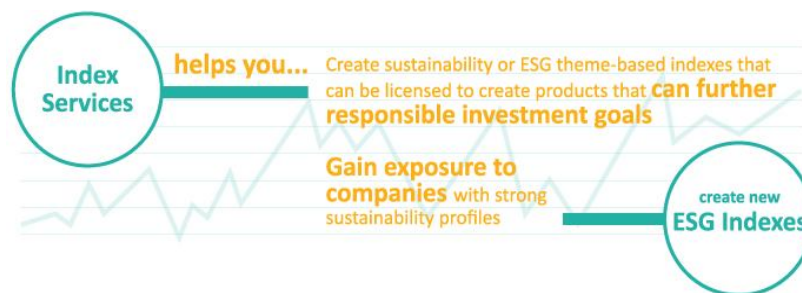 Index
Services
helps you...
Create sustainability or ESG theme-based indexes that
can be licensed to create products that can further
responsible investment goals
Gain exposure to
companies with strong
sustainability profiles
create new
ESG Indexes